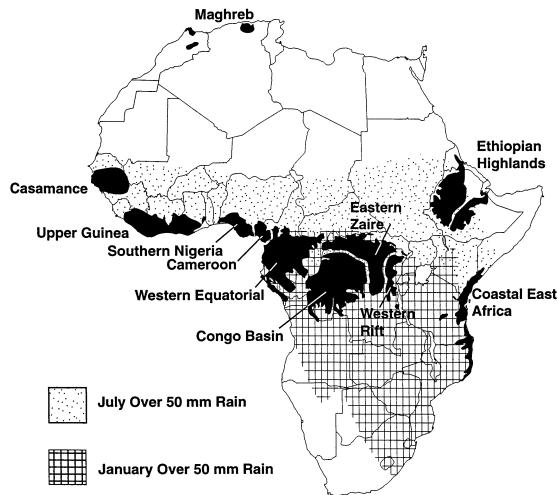 Maghreb
Ethiopian
Highlands
Casamance
Eastern
Zaire
Upper Guinea
Southern Nigeria
Cameroon
Western Equatorial
Coastal East
Africa
Western
Rift
Congo Basin
July Over 50 mm Rain
January Over 50 mm Rain